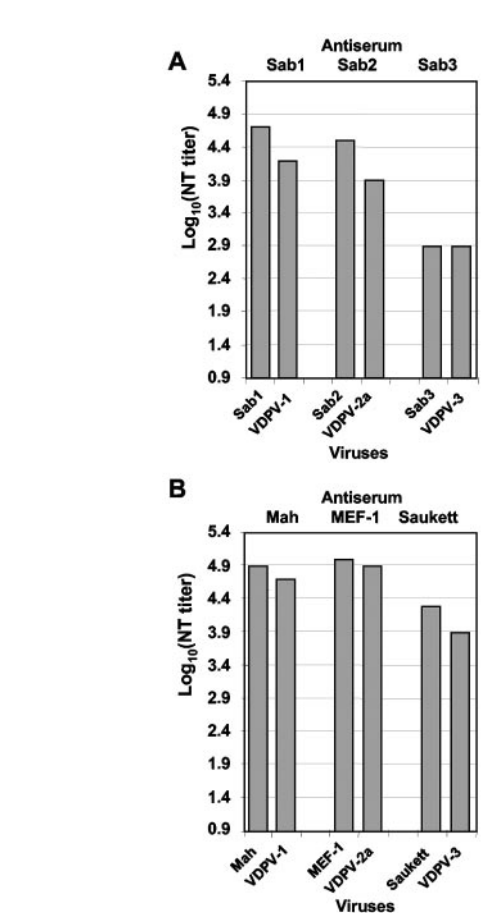 A
Antiserum
Sab1 Sab2 Sab3
Log10(NT titer)
5.4
4.9
4.4
3.9
3.4
2.9
2.4
1.9
1.4
0.9
Sab1 VDPV-1 Sab2 VDPV-2a Sab3 VDPV-3
Viruses
B
Antiserum
Mah MEF-1 Saukett
Log10(NT titer)
5.4
4.9
4.4
3.9
3.4
2.9
2.4
1.9
1.4
0.9
Mah VDPV-1 MEF-1 VDPV-2a Saukett VDPV-3
Viruses